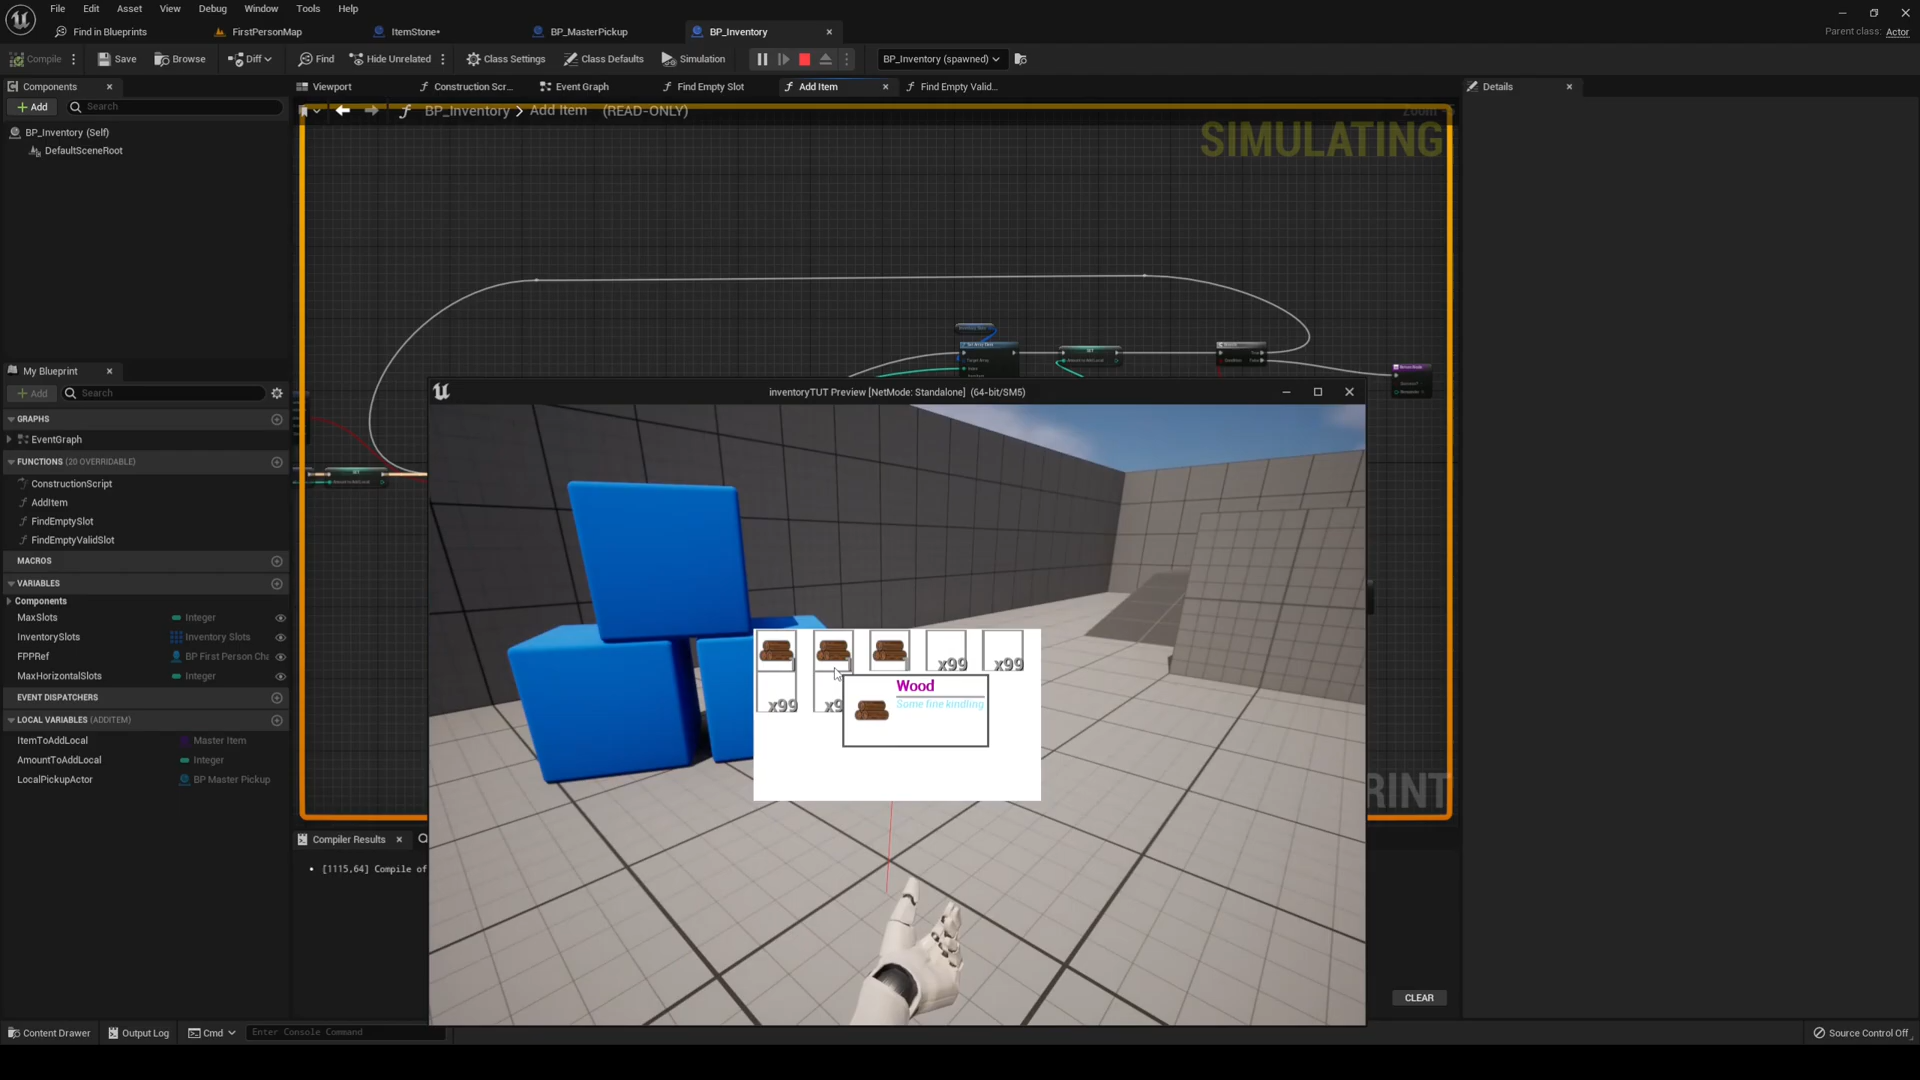 File Edit Asset View Debug Window Tools Help
Find in Blueprints FirstPersonMap ItemStone* BP_MasterPickup BP_Inventory
Parent class: Actor
Compile Save Browse Diff Find Hide Unrelated Class Settings Class Defaults Simulation BP_Inventory (spawned)
Components Viewport Construction Scr... Event Graph Find Empty Slot Add Item Find Empty Valid... Details
Add Search
BP_Inventory > Add Item (READ-ONLY)
SIMULATING
BP_Inventory (Self)
DefaultSceneRoot
My Blueprint
Add Search
GRAPHS
EventGraph
FUNCTIONS (20 OVERRIDABLE)
ConstructionScript
AddItem
FindEmptySlot
FindEmptyValidSlot
MACROS
VARIABLES
Components
MaxSlots Integer
InventorySlots Inventory Slots
FPPRef BP First Person Cha
MaxHorizontalSlots Integer
EVENT DISPATCHERS
LOCAL VARIABLES (ADDITEM)
ItemToAddLocal Master Item
AmountToAddLocal Integer
LocalPickupActor BP Master Pickup
SET
inventoryTUT Preview [NetMode: Standalone] (64-bit/SM5)
x99 x99
x99 x9
Wood
Some fine kindling
RINT
Compiler Results
[1115,64] Compile of
CLEAR
Content Drawer Output Log Cmd Enter Console Command Source Control Off